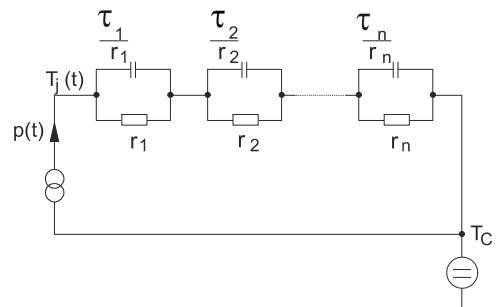 τ1 τ2 τn
r1 r2 rn
Tj (t)
r1 r2 rn
p(t)
TC